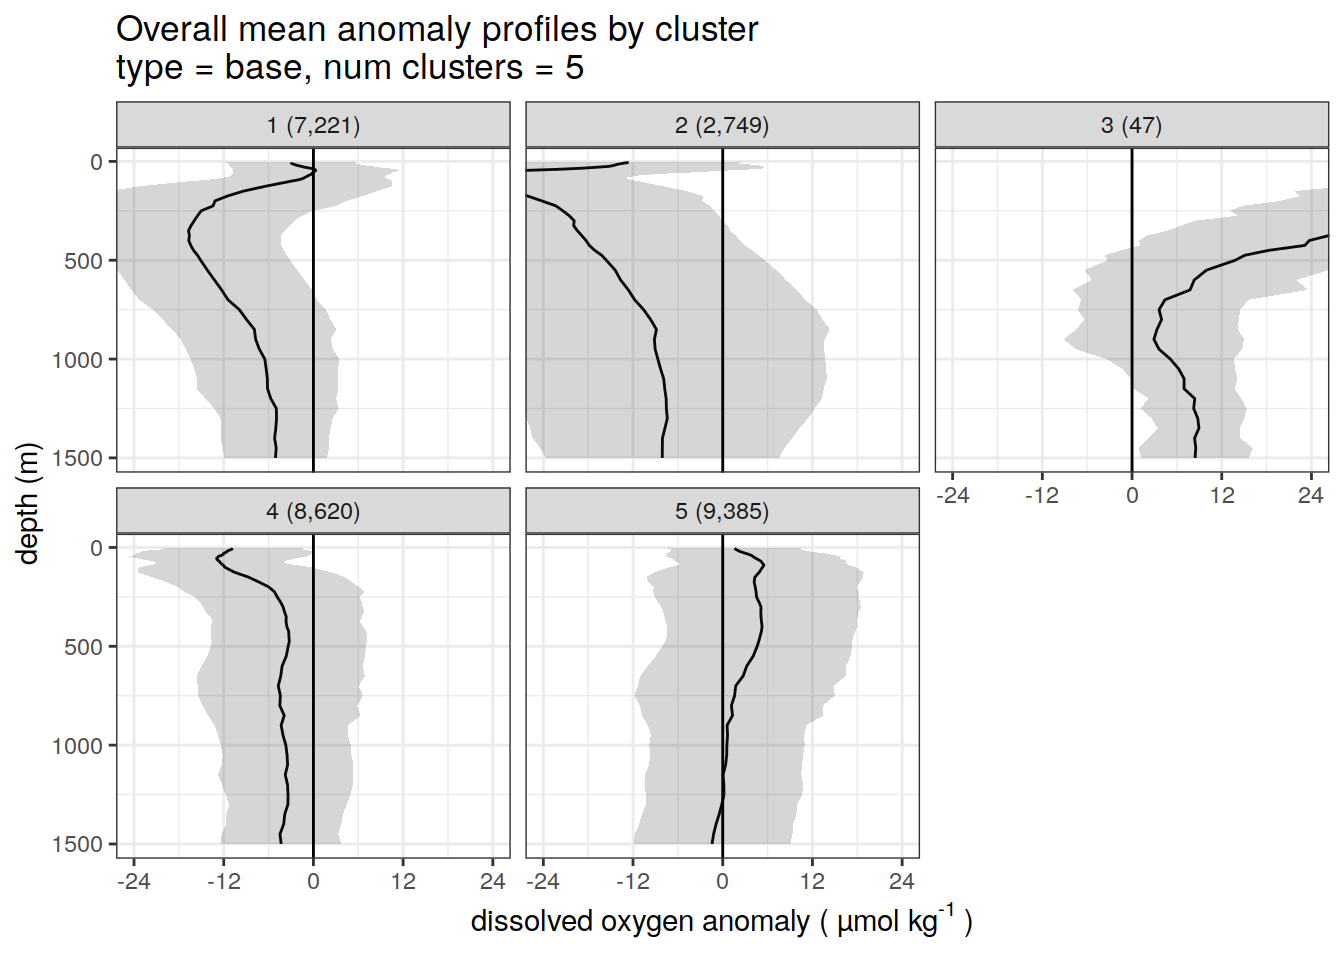 Overall mean anomaly profiles by cluster
type = base, num clusters = 5
1 (7,221)
2 (2,749)
3 (47)
0
500
1000
1500
-24 -12 0 12 24
4 (8,620)
5 (9,385)
0
500
1000
1500
-24 -12 0 12 24
-24 -12 0 12 24
depth (m)
dissolved oxygen anomaly ( µmol kg⁻¹ )